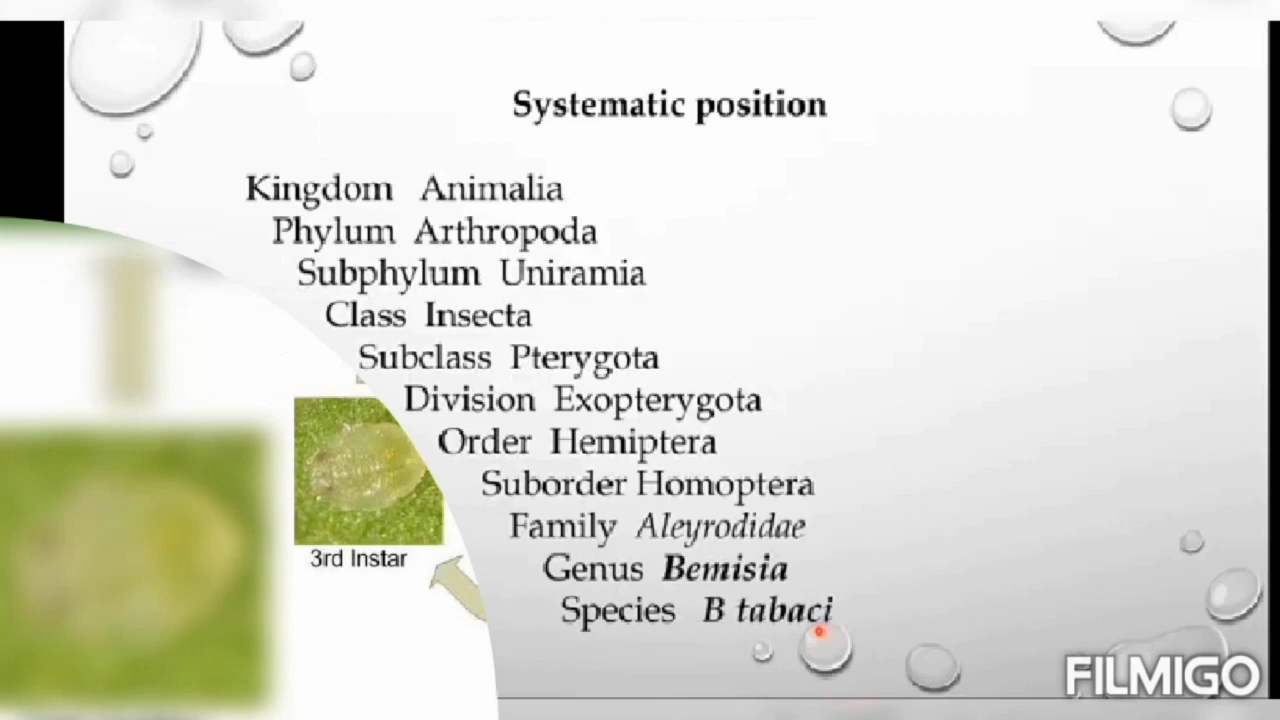 Systematic position
Kingdom Animalia
Phylum Arthropoda
Subphylum Uniramia
Class Insecta
Subclass Pterygota
Division Exopterygota
Order Hemiptera
Suborder Homoptera
Family Aleyrodidae
Genus Bemisia
Species B tabaci
3rd Instar
FILMIGO